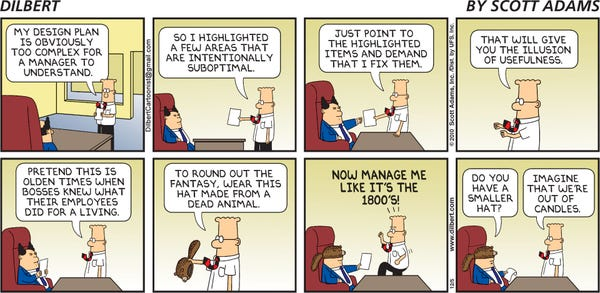 DILBERT
BY SCOTT ADAMS
MY DESIGN PLAN
IS OBVIOUSLY
TOO COMPLEX FOR
A MANAGER TO
UNDERSTAND.
DilbertCartoonist@gmail.com
SO I HIGHLIGHTED
A FEW AREAS THAT
ARE INTENTIONALLY
SUBOPTIMAL.
JUST POINT TO
THE HIGHLIGHTED
ITEMS AND DEMAND
THAT I FIX THEM.
©2010 Scott Adams, Inc./Dist. by UFS, Inc.
THAT WILL GIVE
YOU THE ILLUSION
OF USEFULNESS.
PRETEND THIS IS
OLDEN TIMES WHEN
BOSSES KNEW WHAT
THEIR EMPLOYEES
DID FOR A LIVING.
TO ROUND OUT THE
FANTASY, WEAR THIS
HAT MADE FROM A
DEAD ANIMAL.
NOW MANAGE ME
LIKE IT'S THE
1800'S!
12/5
www.dilbert.com
DO YOU
HAVE A
SMALLER
HAT?
IMAGINE
THAT WE'RE
OUT OF
CANDLES.